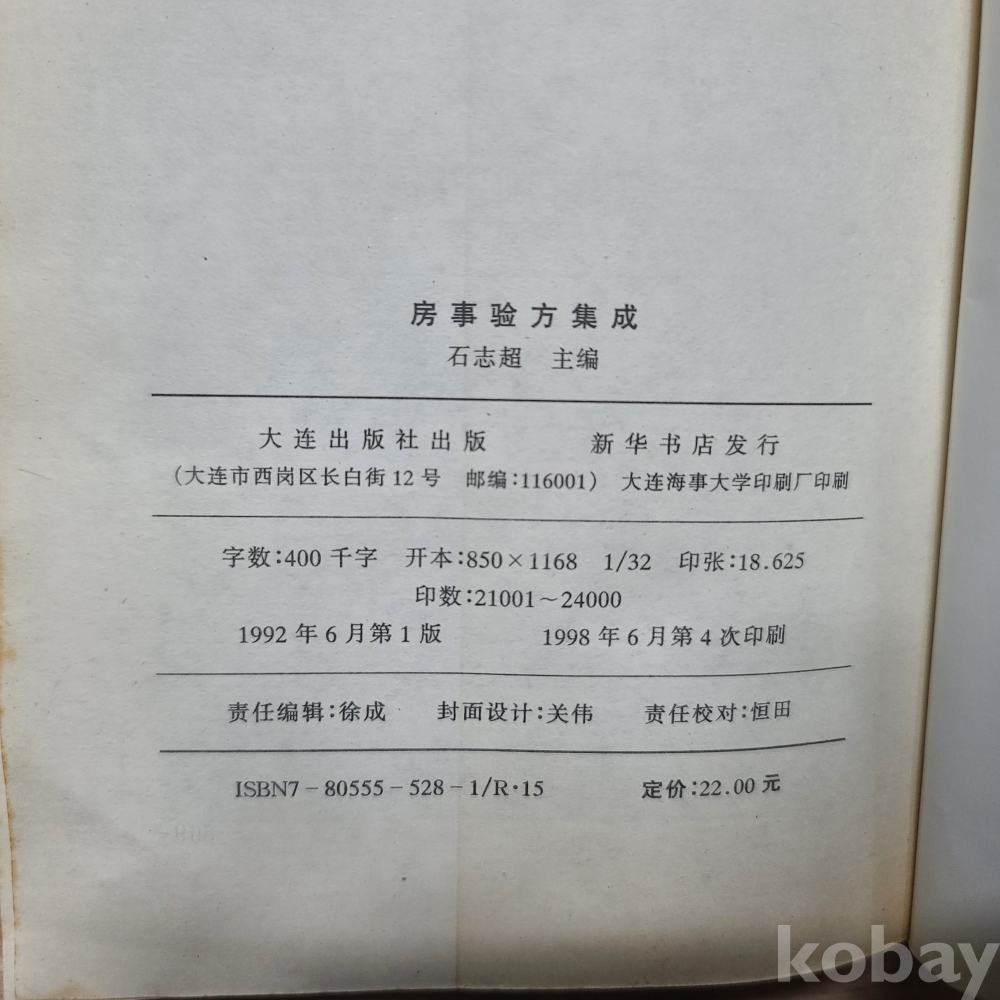 房事验方集成
石志超 主编
大连出版社出版 新华书店发行
(大连市西岗区长白街12号 邮编:116001) 大连海事大学印刷厂印刷
字数:400千字 开本:850×1168 1/32 印张:18.625
印数:21001~24000
1992年6月第1版 1998年6月第4次印刷
责任编辑:徐成 封面设计:关伟 责任校对:恒田
ISBN7-80555-528-1/R·15 定价:22.00元
kobay